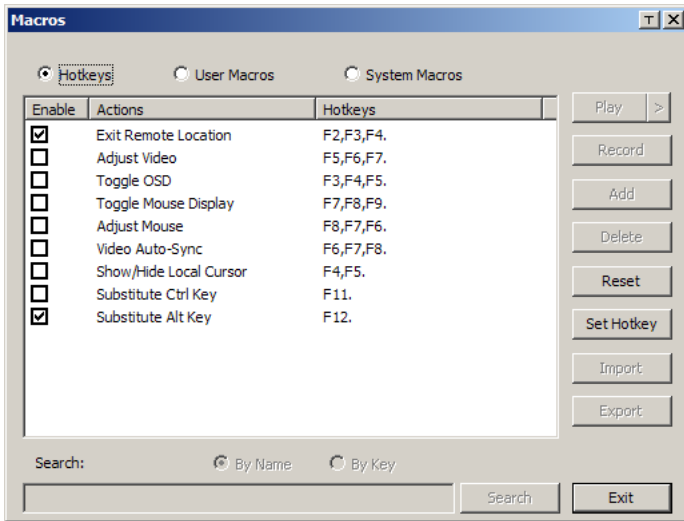 Macros
Hotkeys User Macros System Macros
Enable Actions Hotkeys
Exit Remote Location F2,F3,F4.
Adjust Video F5,F6,F7.
Toggle OSD F3,F4,F5.
Toggle Mouse Display F7,F8,F9.
Adjust Mouse F8,F7,F6.
Video Auto-Sync F6,F7,F8.
Show/Hide Local Cursor F4,F5.
Substitute Ctrl Key F11.
Substitute Alt Key F12.
Play >
Record
Add
Delete
Reset
Set Hotkey
Import
Export
Search: By Name By Key
Search Exit